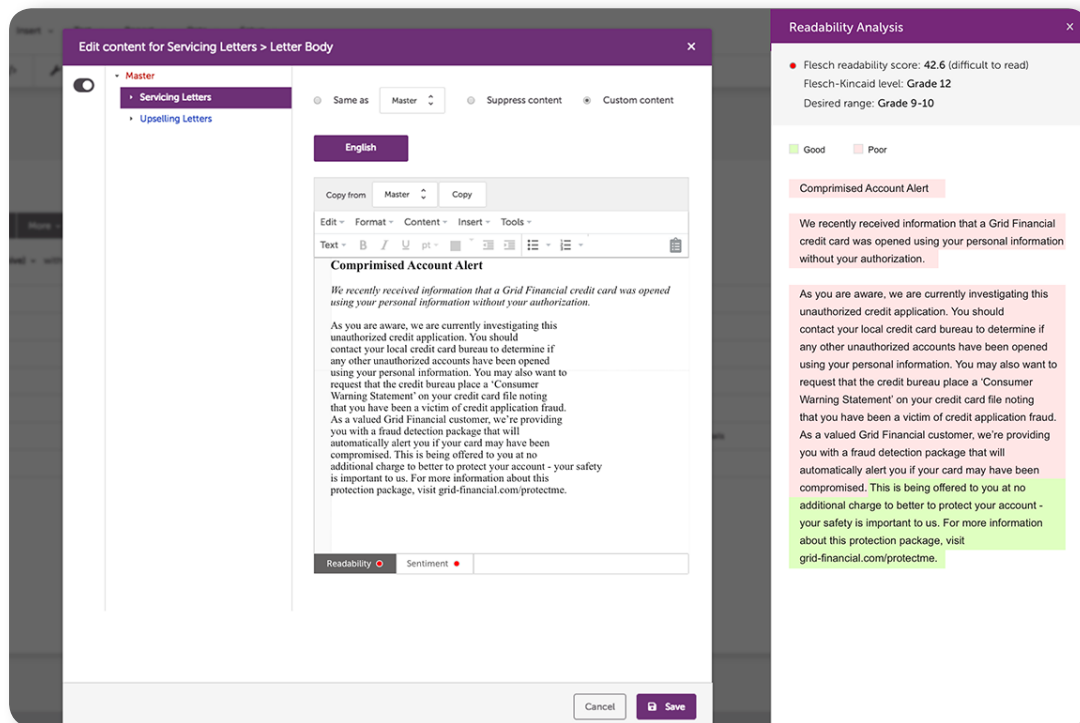 Insert
More
Edit content for Servicing Letters > Letter Body
Master
Servicing Letters
Upselling Letters
Same as Master Suppress content Custom content
English
Copy from Master Copy
Edit Format Content Insert Tools
Text B I U pt
Comprimised Account Alert
We recently received information that a Grid Financial credit card was opened
using your personal information without your authorization.
As you are aware, we are currently investigating this
unauthorized credit application. You should
contact your local credit card bureau to determine if
any other unauthorized accounts have been opened
using your personal information. You may also want to
request that the credit bureau place a ‘Consumer
Warning Statement’ on your credit card file noting
that you have been a victim of credit application fraud.
As a valued Grid Financial customer, we’re providing
you with a fraud detection package that will
automatically alert you if your card may have been
compromised. This is being offered to you at no
additional charge to better to protect your account - your safety
is important to us. For more information about this
protection package, visit grid-financial.com/protectme.
Readability Sentiment
Cancel Save
Readability Analysis
Flesch readability score: 42.6 (difficult to read)
Flesch-Kincaid level: Grade 12
Desired range: Grade 9-10
Good Poor
Comprimised Account Alert
We recently received information that a Grid Financial
credit card was opened using your personal information
without your authorization.
As you are aware, we are currently investigating this
unauthorized credit application. You should
contact your local credit card bureau to determine if
any other unauthorized accounts have been opened
using your personal information. You may also want to
request that the credit bureau place a ‘Consumer
Warning Statement’ on your credit card file noting
that you have been a victim of credit application fraud.
As a valued Grid Financial customer, we’re providing
you with a fraud detection package that will
automatically alert you if your card may have been
compromised. This is being offered to you at no
additional charge to better to protect your account -
your safety is important to us. For more information
about this protection package, visit
grid-financial.com/protectme.